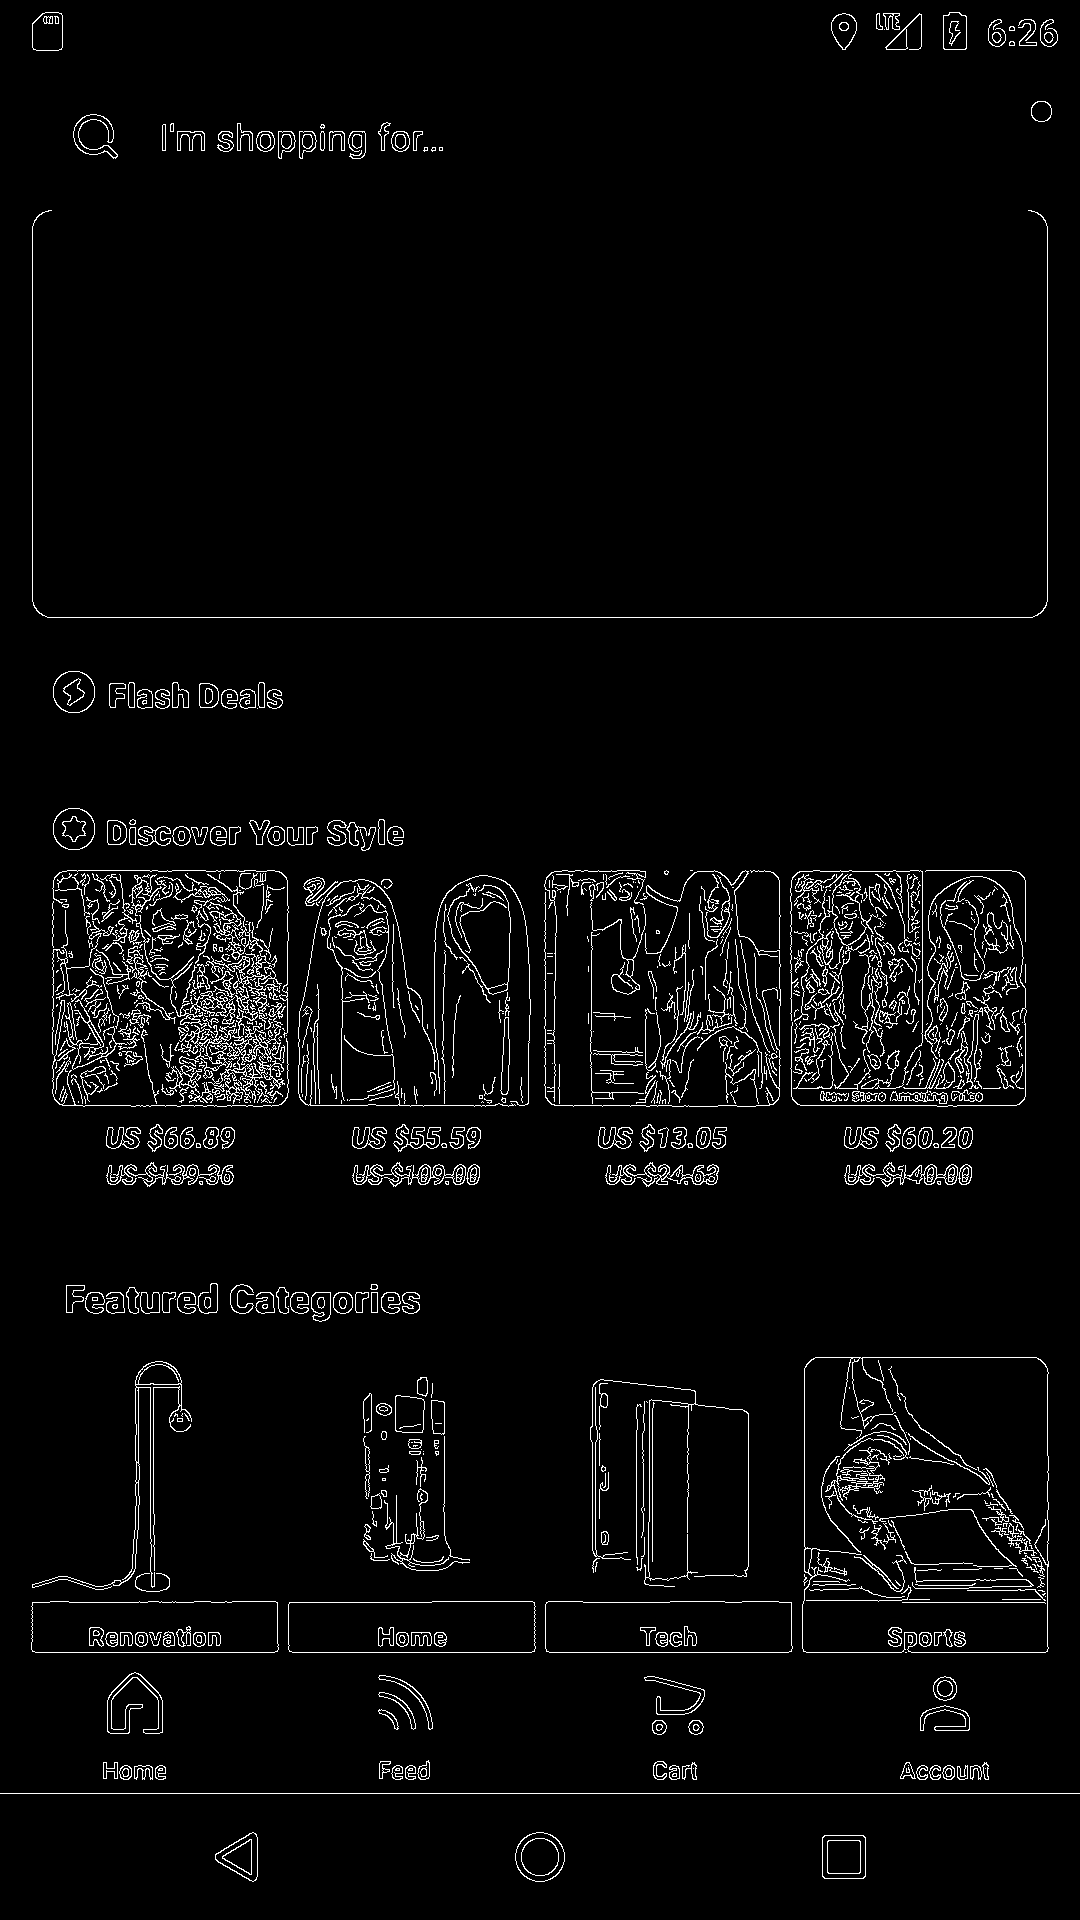 LTE 6:26
I'm shopping for...
Flash Deals
Discover Your Style
New Store Amazing Price
US $66.89 US $55.59 US $13.05 US $60.20
US $139.36 US $109.00 US $24.63 US $140.00
Featured Categories
Renovation Home Tech Sports
Home Feed Cart Account